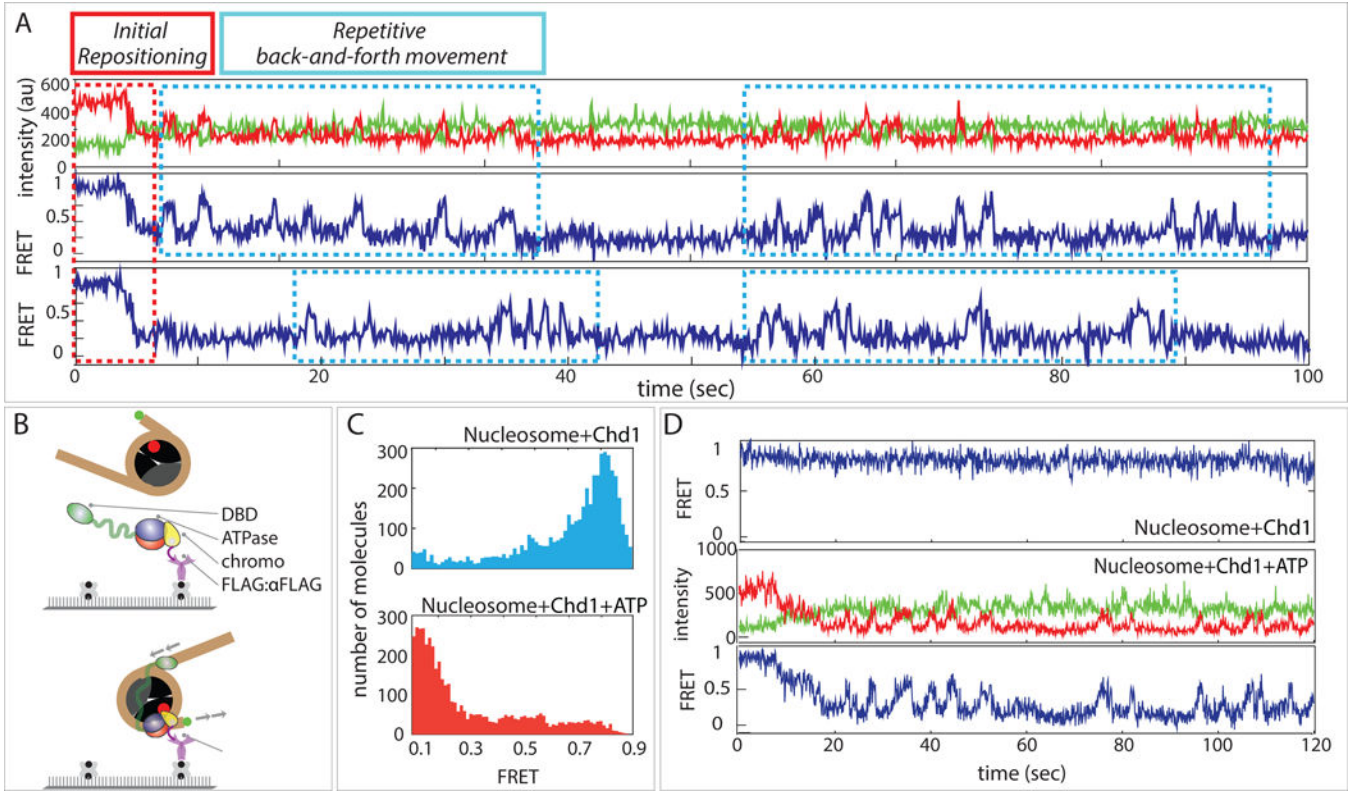 A
Initial
Repositioning
Repetitive
back-and-forth movement
intensity (au)
600
400
200
0
FRET
1
0.5
0
FRET
1
0.5
0
0
20
40
60
80
100
time (sec)
B
DBD
ATPase
chromo
FLAG:αFLAG
C
Nucleosome+Chd1
300
200
100
0
number of molecules
Nucleosome+Chd1+ATP
300
200
100
0
0.1
0.3
0.5
0.7
0.9
FRET
D
FRET
1
0.5
0
Nucleosome+Chd1
intensity
1000
500
0
Nucleosome+Chd1+ATP
FRET
1
0.5
0
0
20
40
60
80
100
120
time (sec)